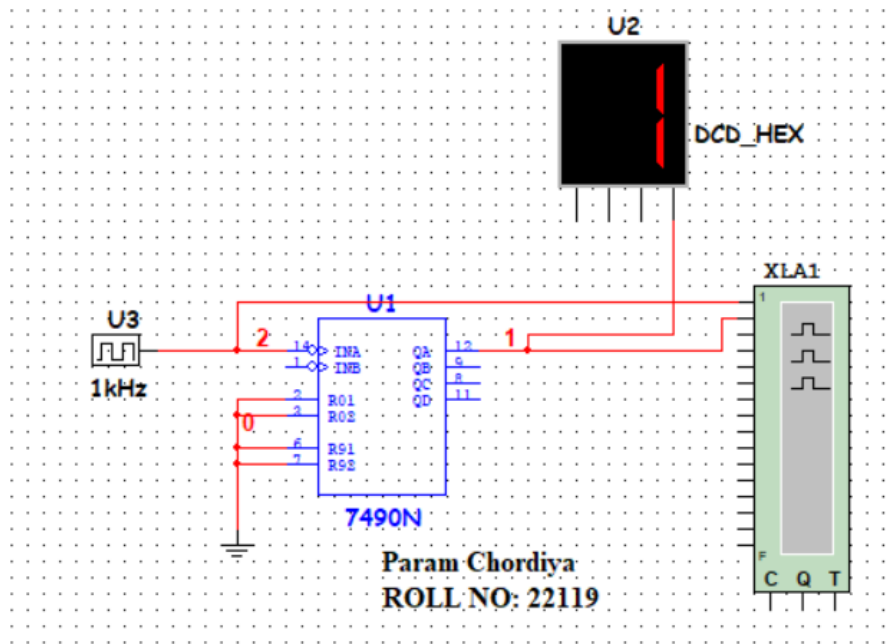 U2
DCD_HEX
XLA1
U1
U3
1kHz
2
1
0
14
INA
1
INB
2
R01
3
R02
6
R91
7
R92
QA
12
QB
9
QC
8
QD
11
7490N
1
F
C Q T
Param Chordiya
ROLL NO: 22119